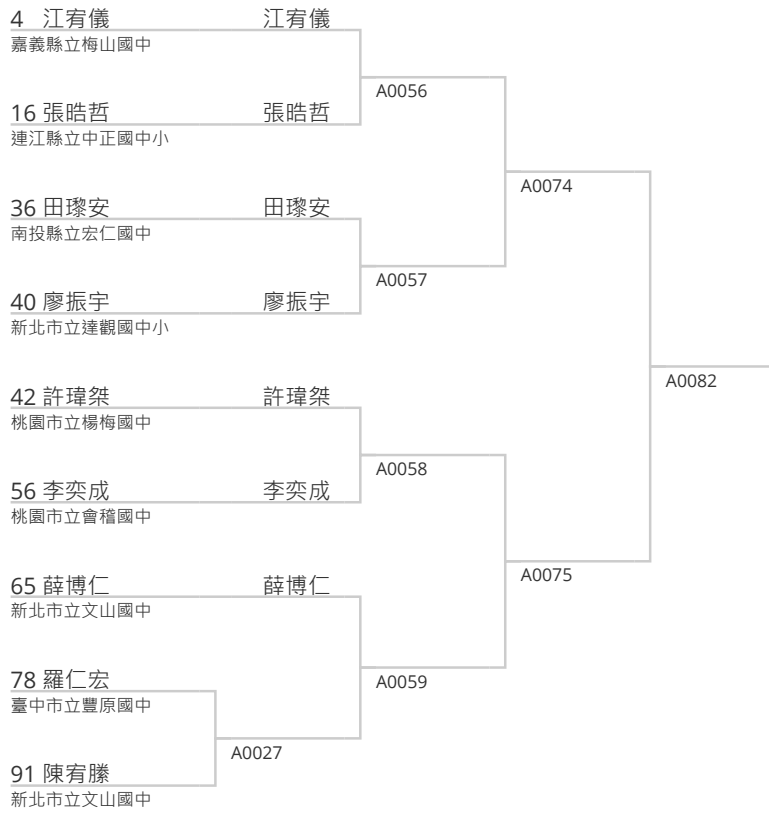 4 江宥儀 江宥儀
嘉義縣立梅山國中
A0056
16 張晧哲 張晧哲
連江縣立中正國中小
A0074
36 田瓈安 田瓈安
南投縣立宏仁國中
A0057
40 廖振宇 廖振宇
新北市立達觀國中小
A0082
42 許瑋桀 許瑋桀
桃園市立楊梅國中
A0058
56 李奕成 李奕成
桃園市立會稽國中
A0075
65 薛博仁 薛博仁
新北市立文山國中
A0059
78 羅仁宏
臺中市立豐原國中
A0027
91 陳宥縢
新北市立文山國中